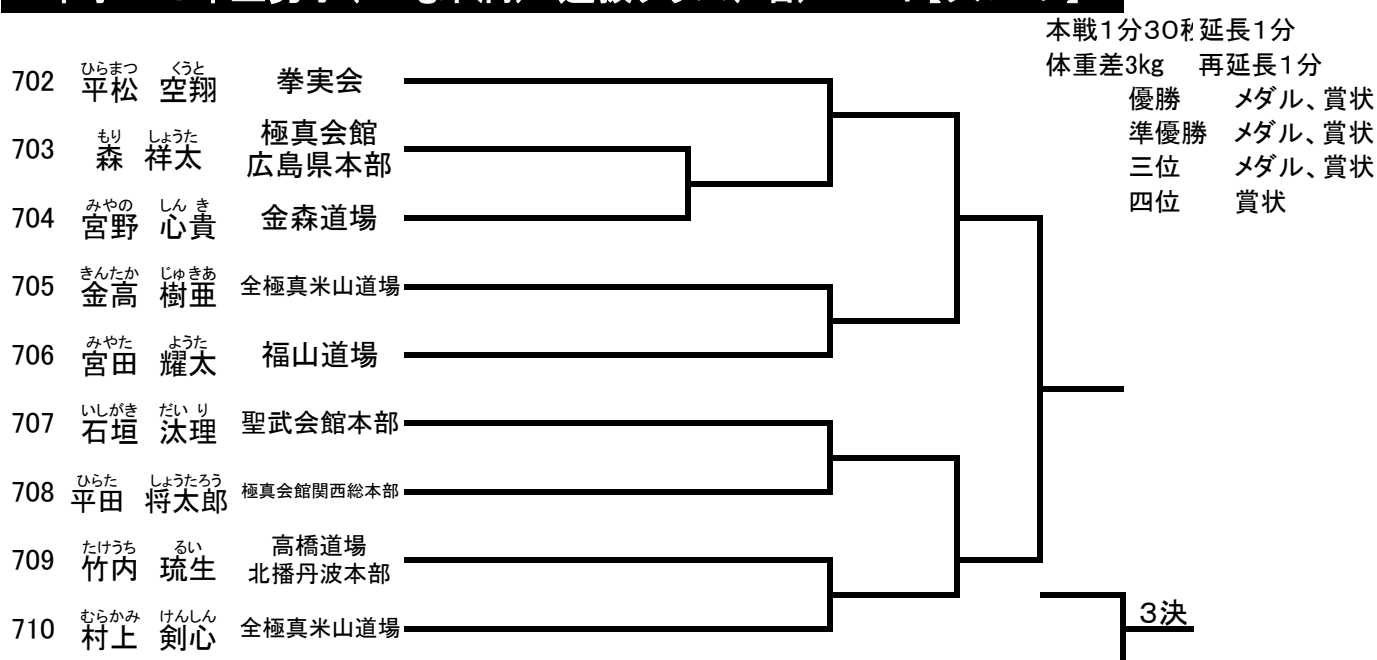 本戦1分30秒 延長1分
体重差3kg 再延長1分
優勝 メダル、賞状
準優勝 メダル、賞状
三位 メダル、賞状
四位 賞状
ひらまつ くうと
702 平松 空翔 拳実会
もり しょうた
703 森 祥太 極真会館
広島県本部
みやの しんき
704 宮野 心貴 金森道場
きんたか じゅきあ
705 金高 樹亜 全極真米山道場
みやた ようた
706 宮田 耀太 福山道場
いしがき だいり
707 石垣 汰理 聖武会館本部
ひらた しょうたろう
708 平田 将太郎 極真会館関西総本部
たけうち るい
709 竹内 琉生 高橋道場
北播丹波本部
むらかみ けんしん
710 村上 剣心 全極真米山道場
3決